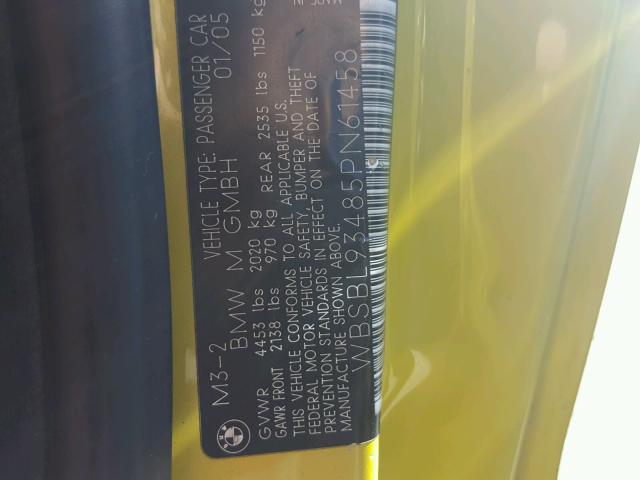 M3-2 VEHICLE TYPE: PASSENGER CAR
BMW M GMBH 01/05
GVWR 4453 lbs 2020 kg
GAWR FRONT 2138 lbs 970 kg REAR 2535 lbs 1150 kg
THIS VEHICLE CONFORMS TO ALL APPLICABLE U.S.
FEDERAL MOTOR VEHICLE SAFETY, BUMPER AND THEFT
PREVENTION STANDARDS IN EFFECT ON THE DATE OF
MANUFACTURE SHOWN ABOVE.
WBSBL93485PN61458